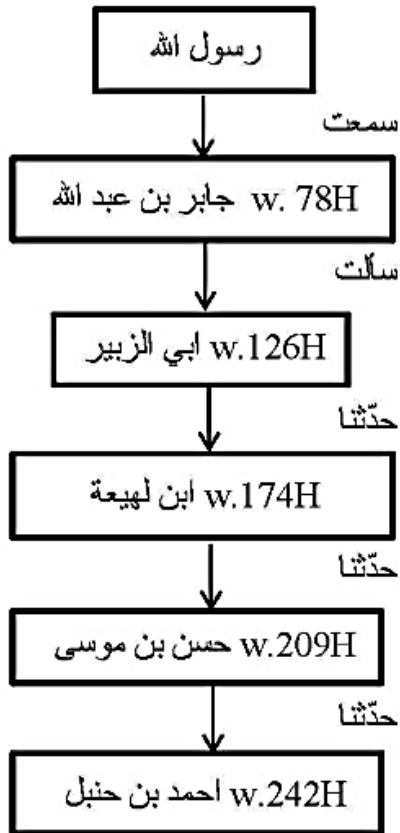 رسول الله
سمعت
جابر بن عبد الله w. 78H
سألت
ابي الزبير w.126H
حدّثنا
ابن لهيعة w.174H
حدّثنا
حسن بن موسى w.209H
حدّثنا
احمد بن حنبل w.242H